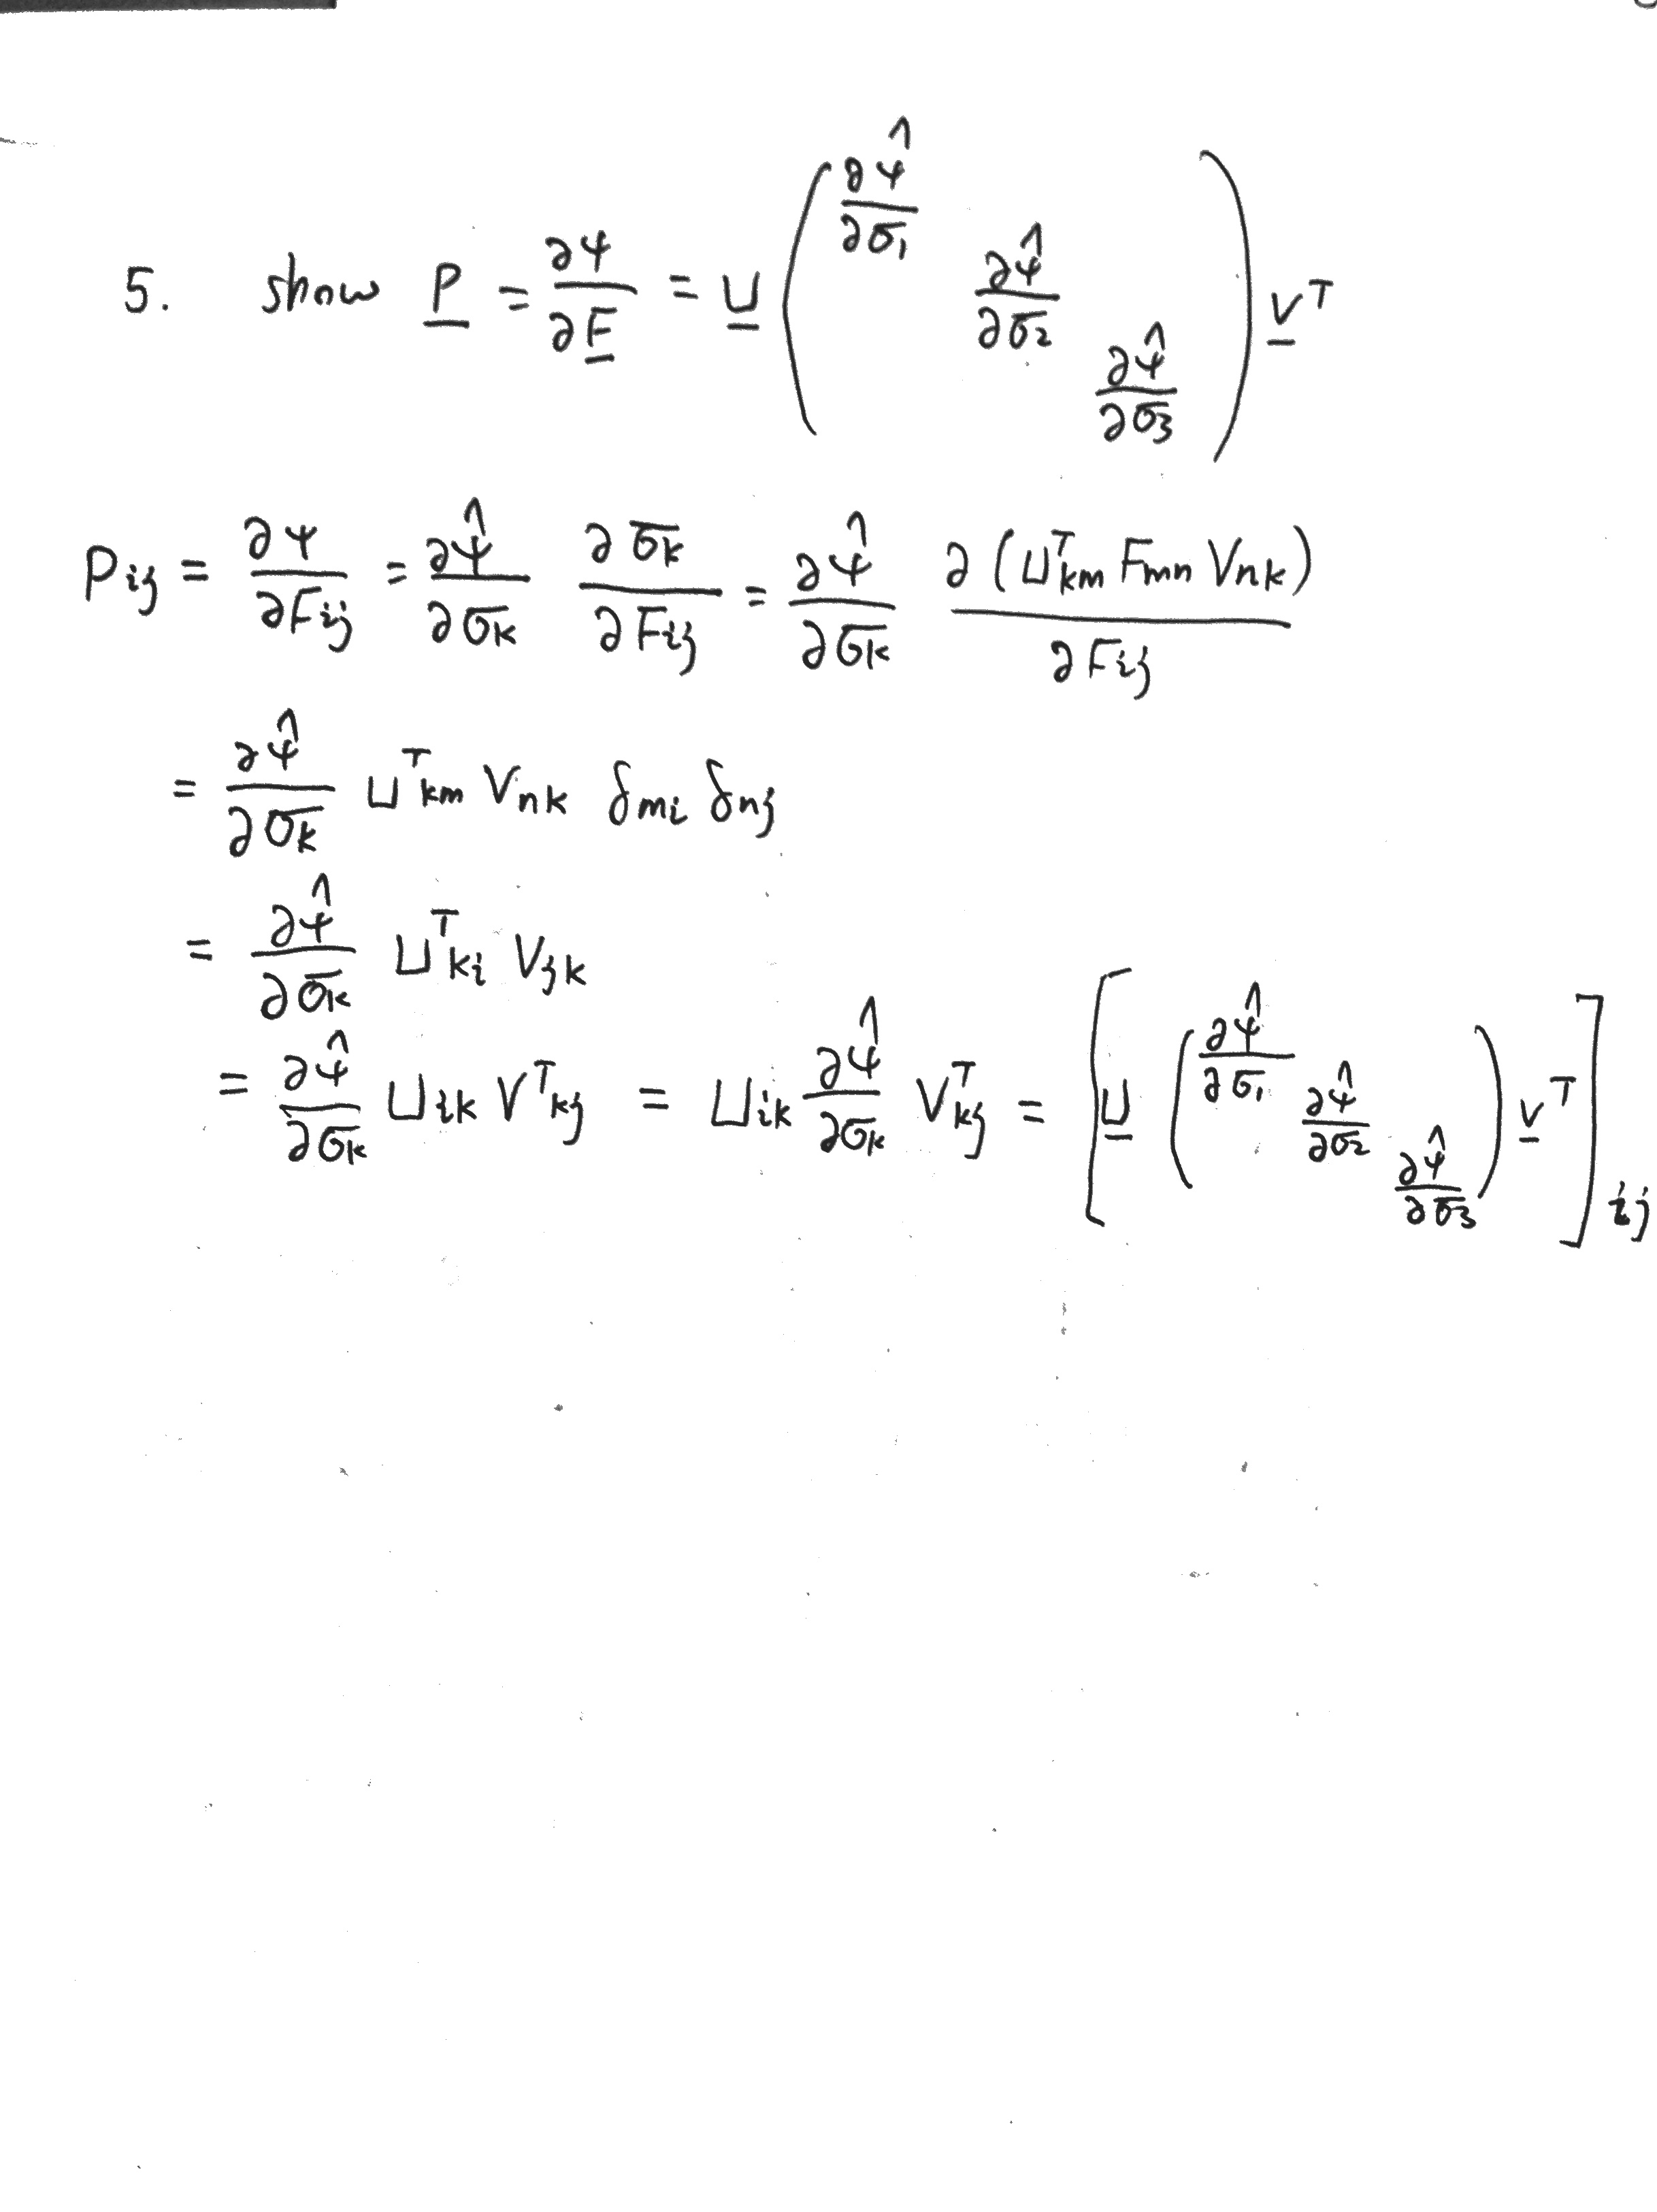 5. show $\underline{P} = \frac{\partial \psi}{\partial \underline{F}} = \underline{U} \begin{pmatrix} \frac{\partial \hat{\psi}}{\partial \sigma_1} & & \\ & \frac{\partial \hat{\psi}}{\partial \sigma_2} & \\ & & \frac{\partial \hat{\psi}}{\partial \sigma_3} \end{pmatrix} \underline{V}^T$
$P_{ij} = \frac{\partial \psi}{\partial F_{ij}} = \frac{\partial \hat{\psi}}{\partial \sigma_k} \frac{\partial \sigma_k}{\partial F_{ij}} = \frac{\partial \hat{\psi}}{\partial \sigma_k} \frac{\partial (U^T_{km} F_{mn} V_{nk})}{\partial F_{ij}}$
$= \frac{\partial \hat{\psi}}{\partial \sigma_k} U^T_{km} V_{nk} \delta_{mi} \delta_{nj}$
$= \frac{\partial \hat{\psi}}{\partial \sigma_k} U^T_{ki} V_{jk}$
$= \frac{\partial \hat{\psi}}{\partial \sigma_k} U_{ik} V^T_{kj} = U_{ik} \frac{\partial \hat{\psi}}{\partial \sigma_k} V^T_{kj} = \left[ \underline{U} \begin{pmatrix} \frac{\partial \hat{\psi}}{\partial \sigma_1} & & \\ & \frac{\partial \hat{\psi}}{\partial \sigma_2} & \\ & & \frac{\partial \hat{\psi}}{\partial \sigma_3} \end{pmatrix} \underline{V}^T \right]_{ij}$